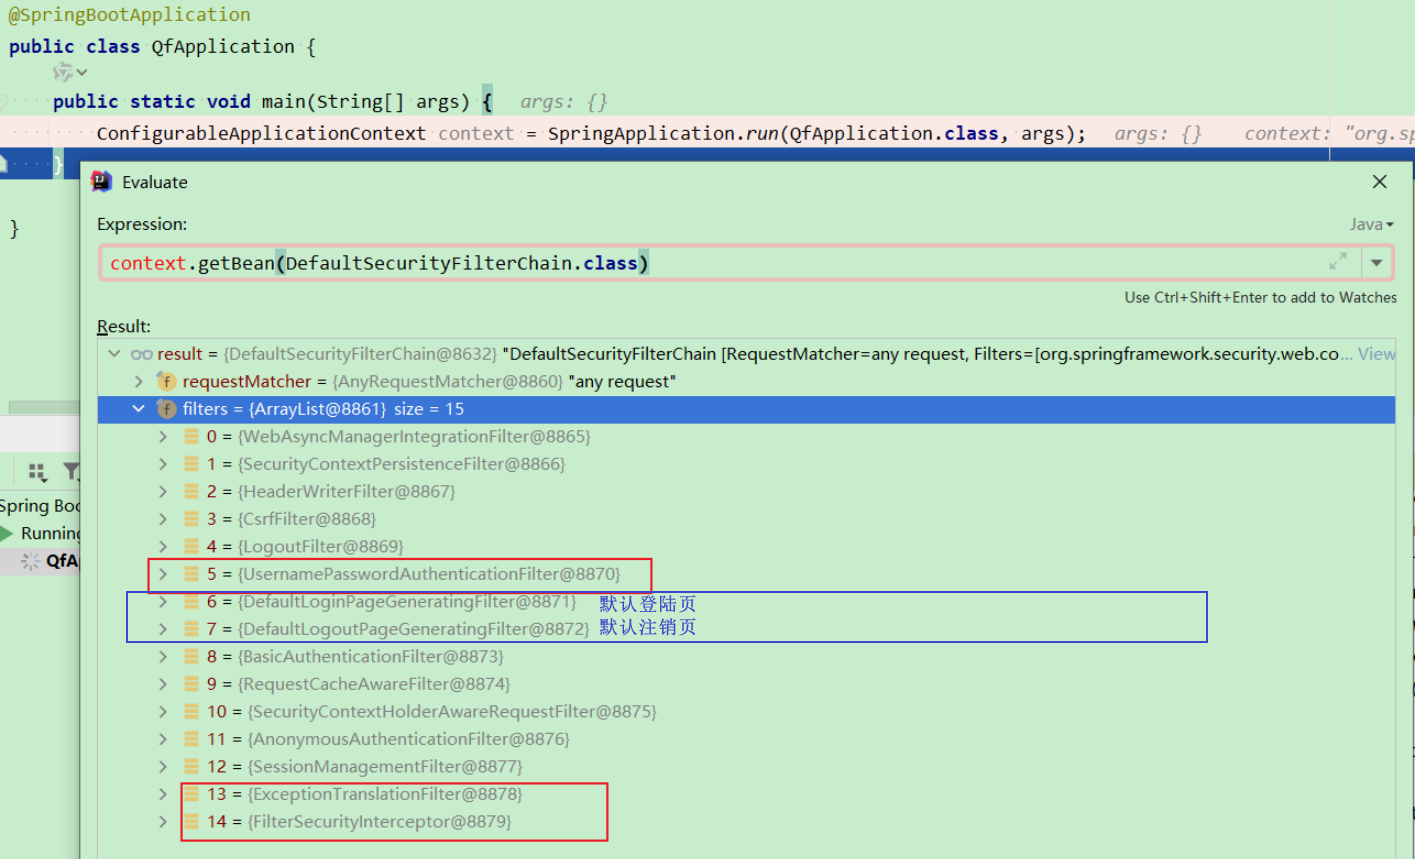 @SpringBootApplication
public class QfApplication {
public static void main(String[] args) { args: {}
ConfigurableApplicationContext context = SpringApplication.run(QfApplication.class, args); args: {} context: "org.sp
}
}
Evaluate
Expression:
Java
context.getBean(DefaultSecurityFilterChain.class)
Use Ctrl+Shift+Enter to add to Watches
Result:
result = {DefaultSecurityFilterChain@8632} "DefaultSecurityFilterChain [RequestMatcher=any request, Filters=[org.springframework.security.web.co... View
requestMatcher = {AnyRequestMatcher@8860} "any request"
filters = {ArrayList@8861} size = 15
0 = {WebAsyncManagerIntegrationFilter@8865}
1 = {SecurityContextPersistenceFilter@8866}
2 = {HeaderWriterFilter@8867}
3 = {CsrfFilter@8868}
4 = {LogoutFilter@8869}
5 = {UsernamePasswordAuthenticationFilter@8870}
6 = {DefaultLoginPageGeneratingFilter@8871} 默认登陆页
7 = {DefaultLogoutPageGeneratingFilter@8872} 默认注销页
8 = {BasicAuthenticationFilter@8873}
9 = {RequestCacheAwareFilter@8874}
10 = {SecurityContextHolderAwareRequestFilter@8875}
11 = {AnonymousAuthenticationFilter@8876}
12 = {SessionManagementFilter@8877}
13 = {ExceptionTranslationFilter@8878}
14 = {FilterSecurityInterceptor@8879}
Spring Boo
Running
QfA